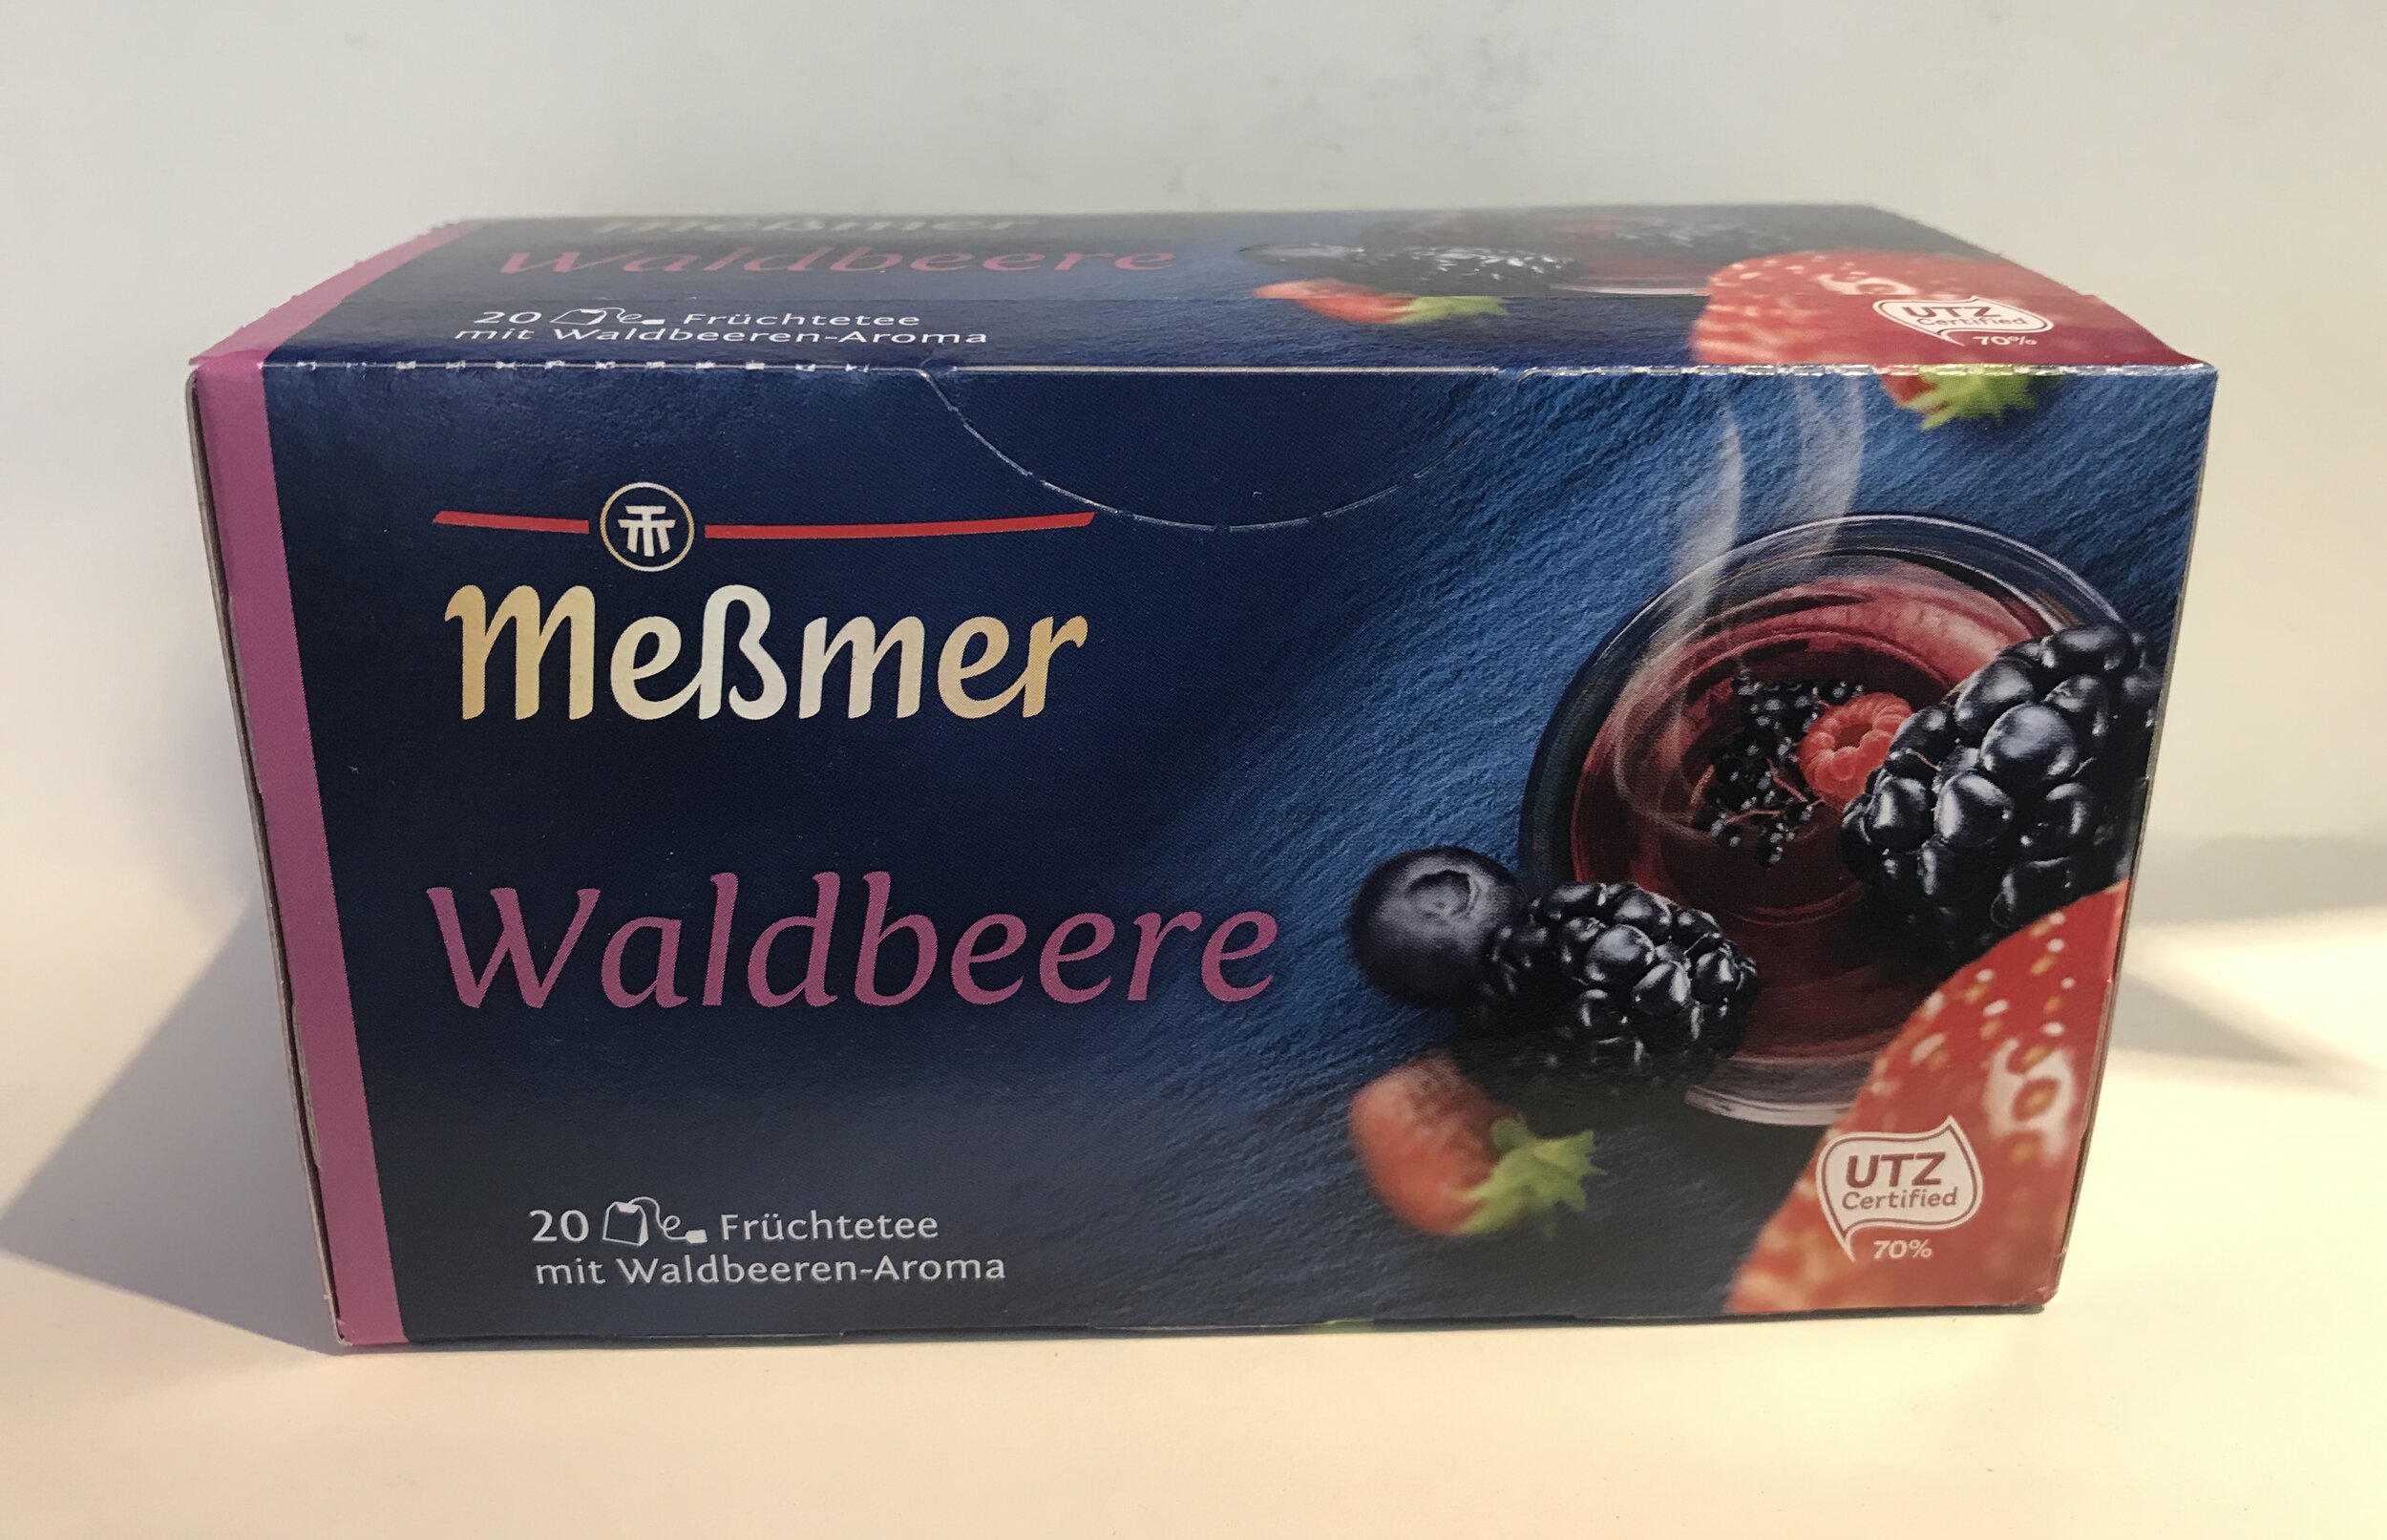 Meßmer
Waldbeere
20 Früchtetee
mit Waldbeeren-Aroma
UTZ
Certified
70%
Meßmer
Waldbeere
20 Früchtetee
mit Waldbeeren-Aroma
UTZ
Certified
70%